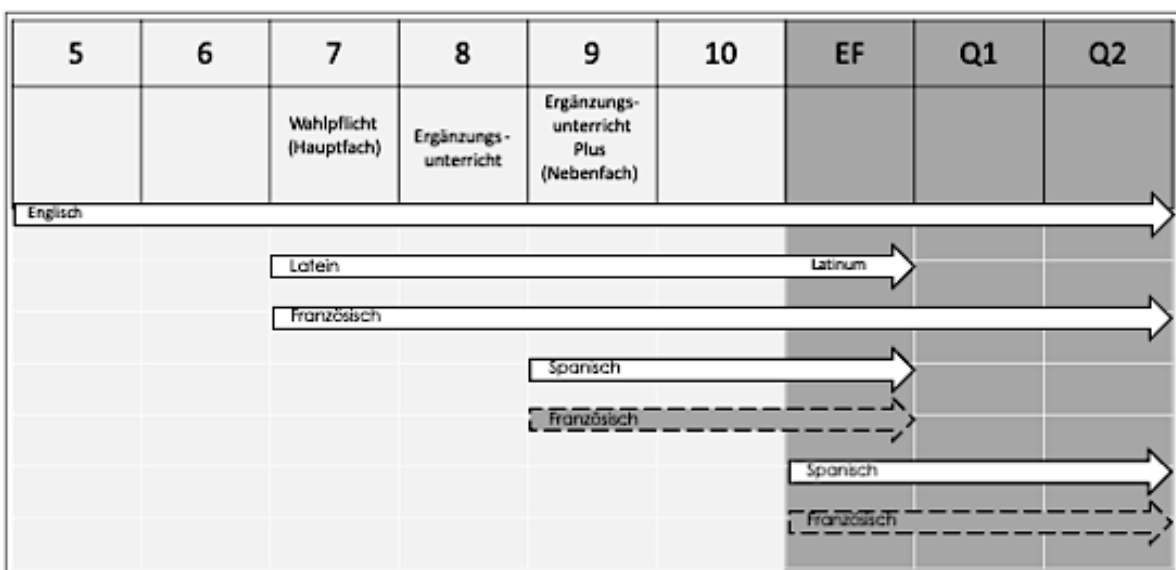 5 6 7 8 9 10 EF Q1 Q2
Wahlpflicht
(Hauptfach)
Ergänzungs-
unterricht
Ergänzungs-
unterricht
Plus
(Nebenfach)
Englisch
Latein Latinum
Französisch
Spanisch
Französisch
Spanisch
Französisch